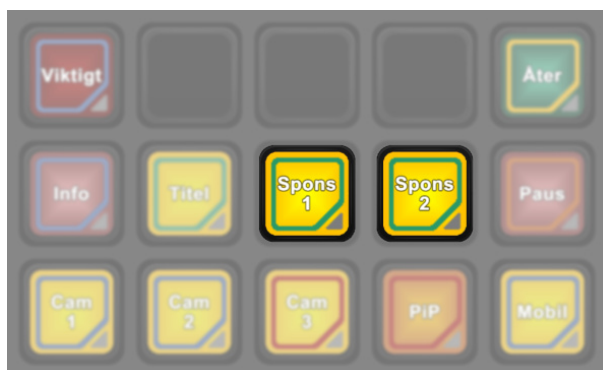 Viktigt
Åter
Info
Titel
Spons
1
Spons
2
Paus
Cam
1
Cam
2
Cam
3
PiP
Mobil